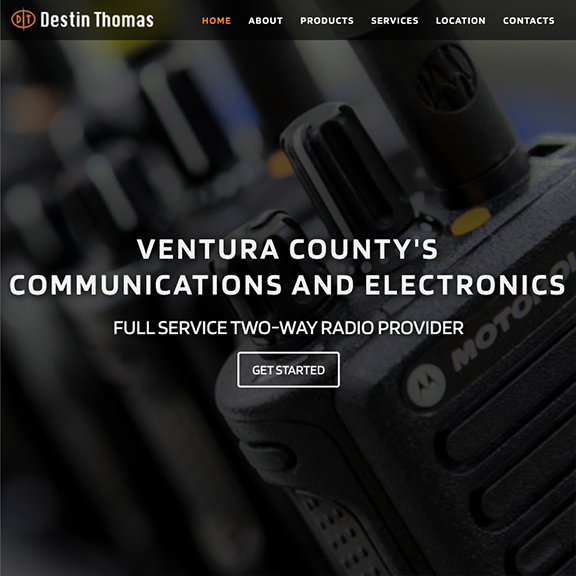 DT Destin Thomas
HOME ABOUT PRODUCTS SERVICES LOCATION CONTACTS
VENTURA COUNTY'S
COMMUNICATIONS AND ELECTRONICS
FULL SERVICE TWO-WAY RADIO PROVIDER
GET STARTED
MOTOROL